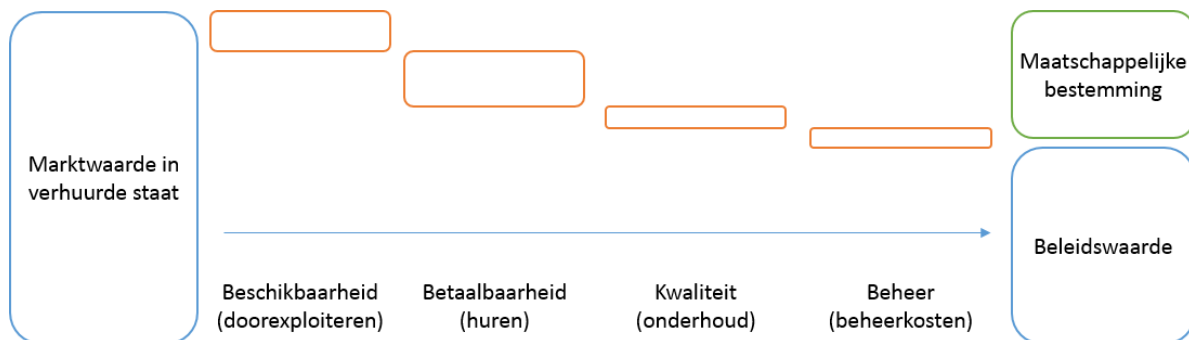 Marktwaarde in
verhuurde staat
Beschikbaarheid
(doorexploiteren)
Betaalbaarheid
(huren)
Kwaliteit
(onderhoud)
Beheer
(beheerkosten)
Maatschappelijke
bestemming
Beleidswaarde